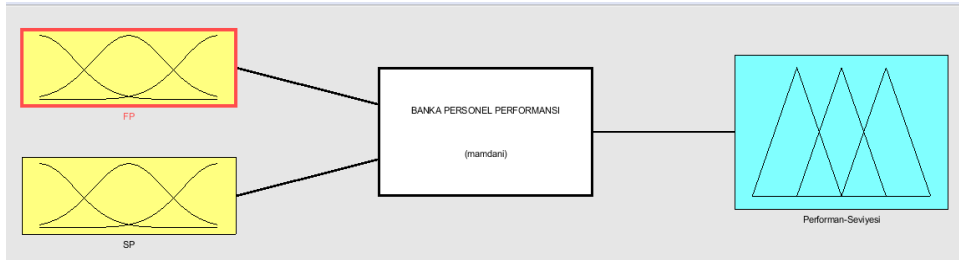 FP
SP
BANKA PERSONEL PERFORMANSI
(mamdani)
Performan-Seviyesi